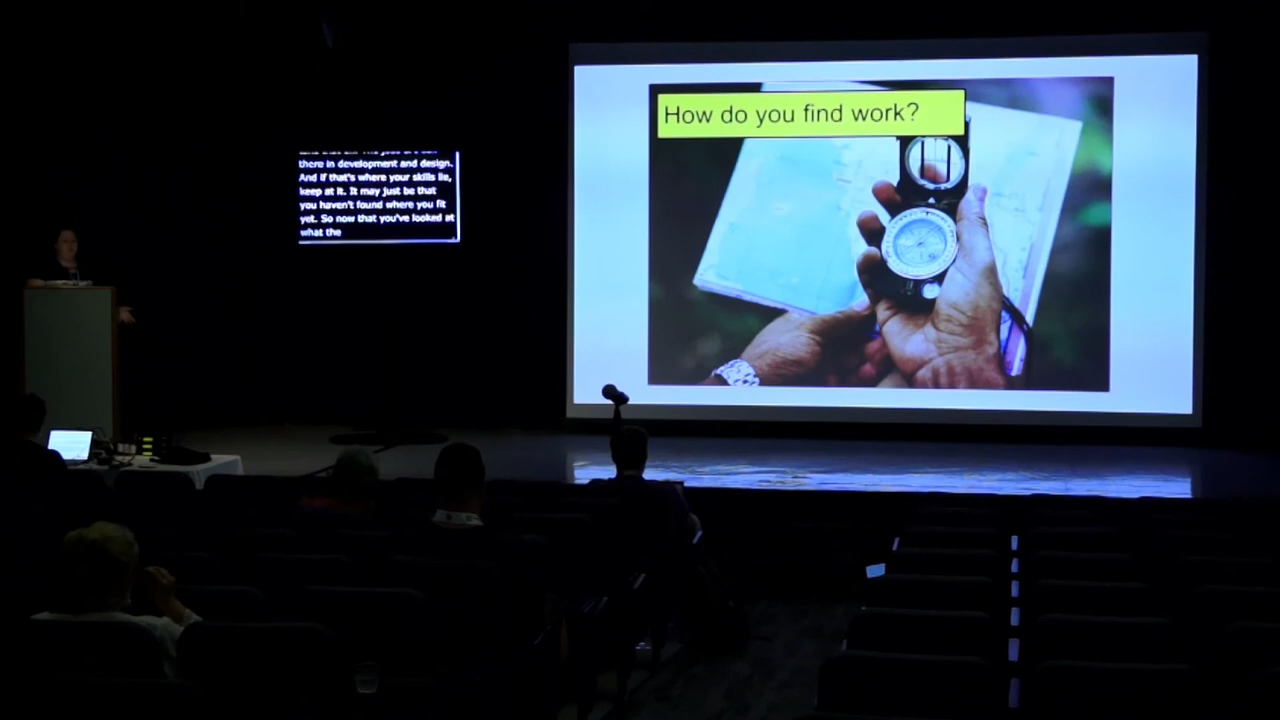 there in development and design.
And if that's where your skills lie,
keep at it. It may just be that
you haven't found where you fit
yet. So now that you've looked at
what the
How do you find work?